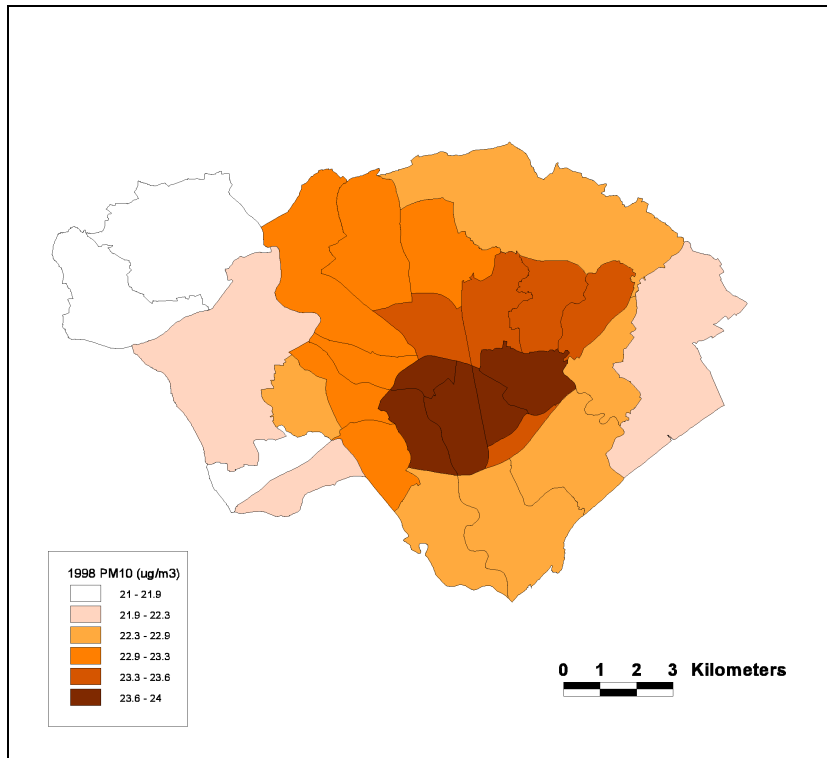 1998 PM10 (ug/m3)
21 - 21.9
21.9 - 22.3
22.3 - 22.9
22.9 - 23.3
23.3 - 23.6
23.6 - 24
0 1 2 3 Kilometers